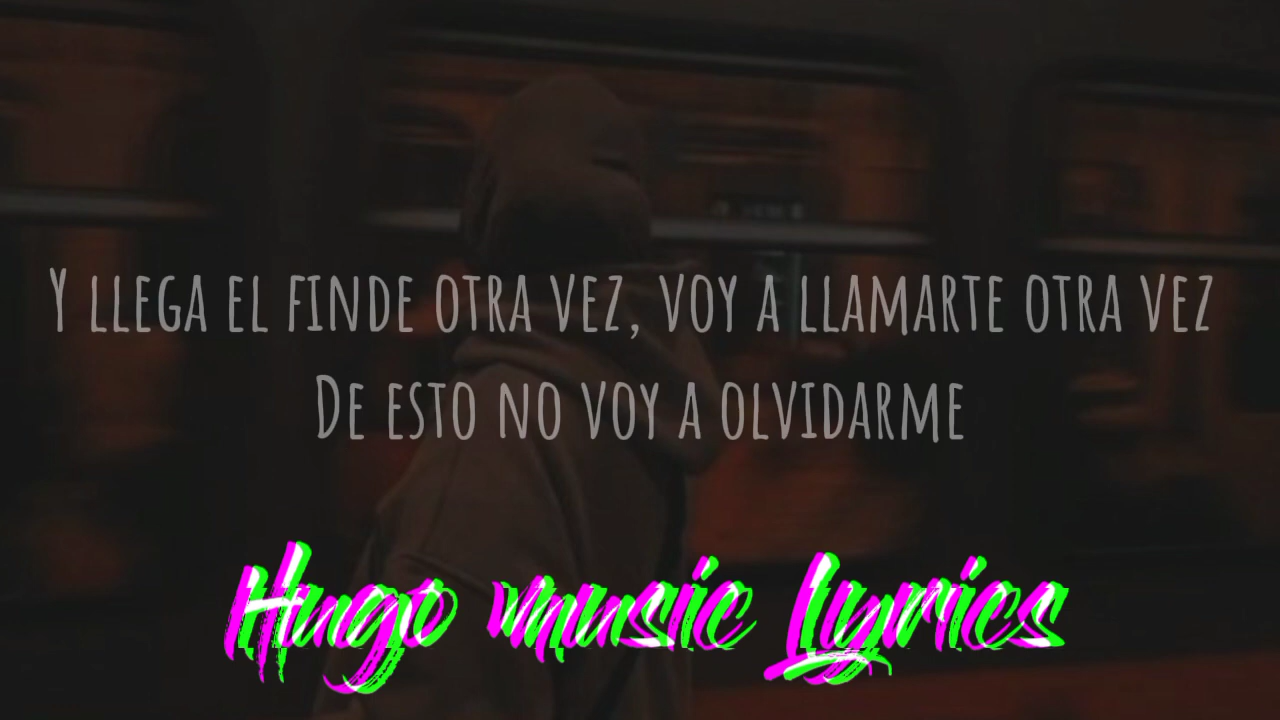 Y llega el finde otra vez, voy a llamarte otra vez
De esto no voy a olvidarme
Hugo music Lyrics